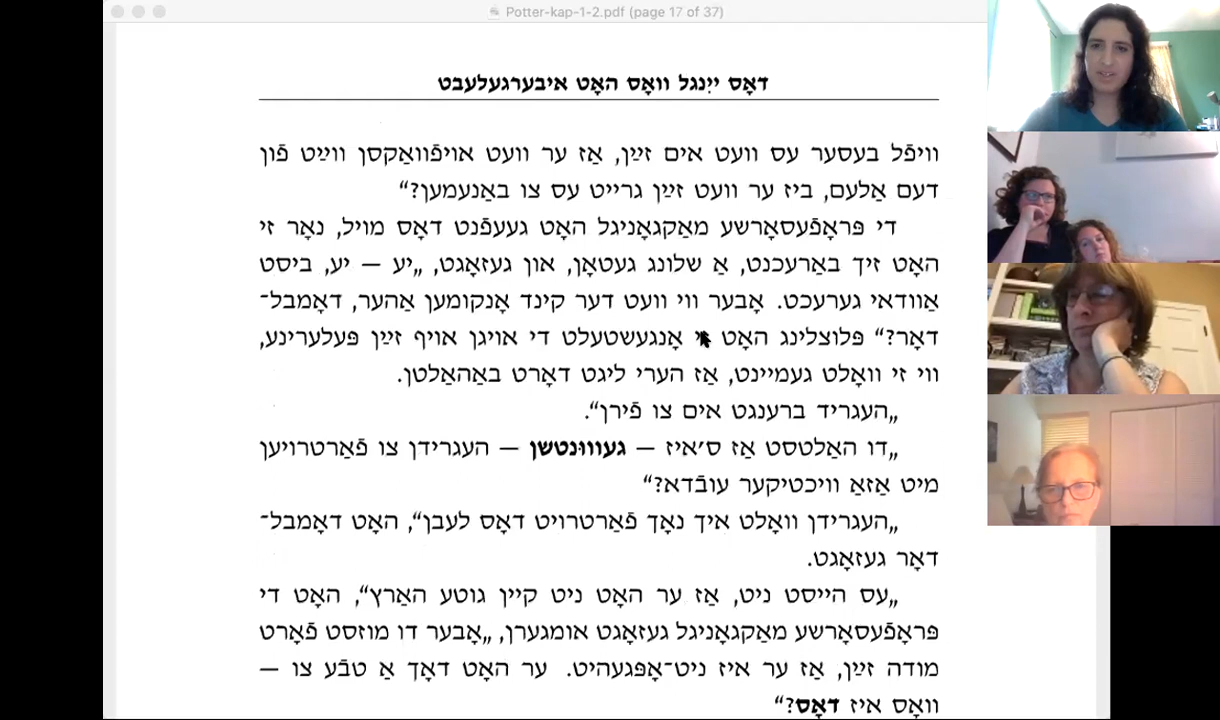 Potter-kap-1-2.pdf (page 17 of 37)
דאָס ייִנגל וואָס האָט איבערגעלעבט
וויפֿל בעסער עס וועט אים זײַן, אַז ער וועט אויפֿוואַקסן ווײַט פֿון
דעם אַלעם, ביז ער וועט זײַן גרייט עס צו באַנעמען?“
די פּראָפֿעסאָרשע מאַקגאָניגל האָט געעפֿנט דאָס מויל, נאָר זי
האָט זיך באַרעכנט, אַ שלונג געטאָן, און געזאָגט, „יע — יע, ביסט
אַוודאי גערעכט. אָבער ווי וועט דער קינד אָנקומען אַהער, דאָמבל־
דאָר?“ פּלוצלינג האָט אָנגעשטעלט די אויגן אויף זײַן פּעלערינע,
ווי זי וואָלט געמיינט, אַז הערי ליגט דאָרט באַהאַלטן.
„העגריד ברענגט אים צו פֿירן“.
„דו האַלטסט אַז ס׳איז — געוווּנטשן — העגרידן צו פֿאַרטרויען
מיט אַזאַ וויכטיקער עובֿדא?“
„העגרידן וואָלט איך נאָך פֿאַרטרויט דאָס לעבן“, האָט דאָמבל־
דאָר געזאָגט.
„עס הייסט ניט, אַז ער האָט ניט קיין גוטע האַרץ“, האָט די
פּראָפֿעסאָרשע מאַקגאָניגל געזאָגט אומגערן, „אָבער דו מוזסט פֿאָרט
מודה זײַן, אַז ער איז ניט־אָפּגעהיט. ער האָט דאָך אַ טבֿע צו —
וואָס איז דאָס?“